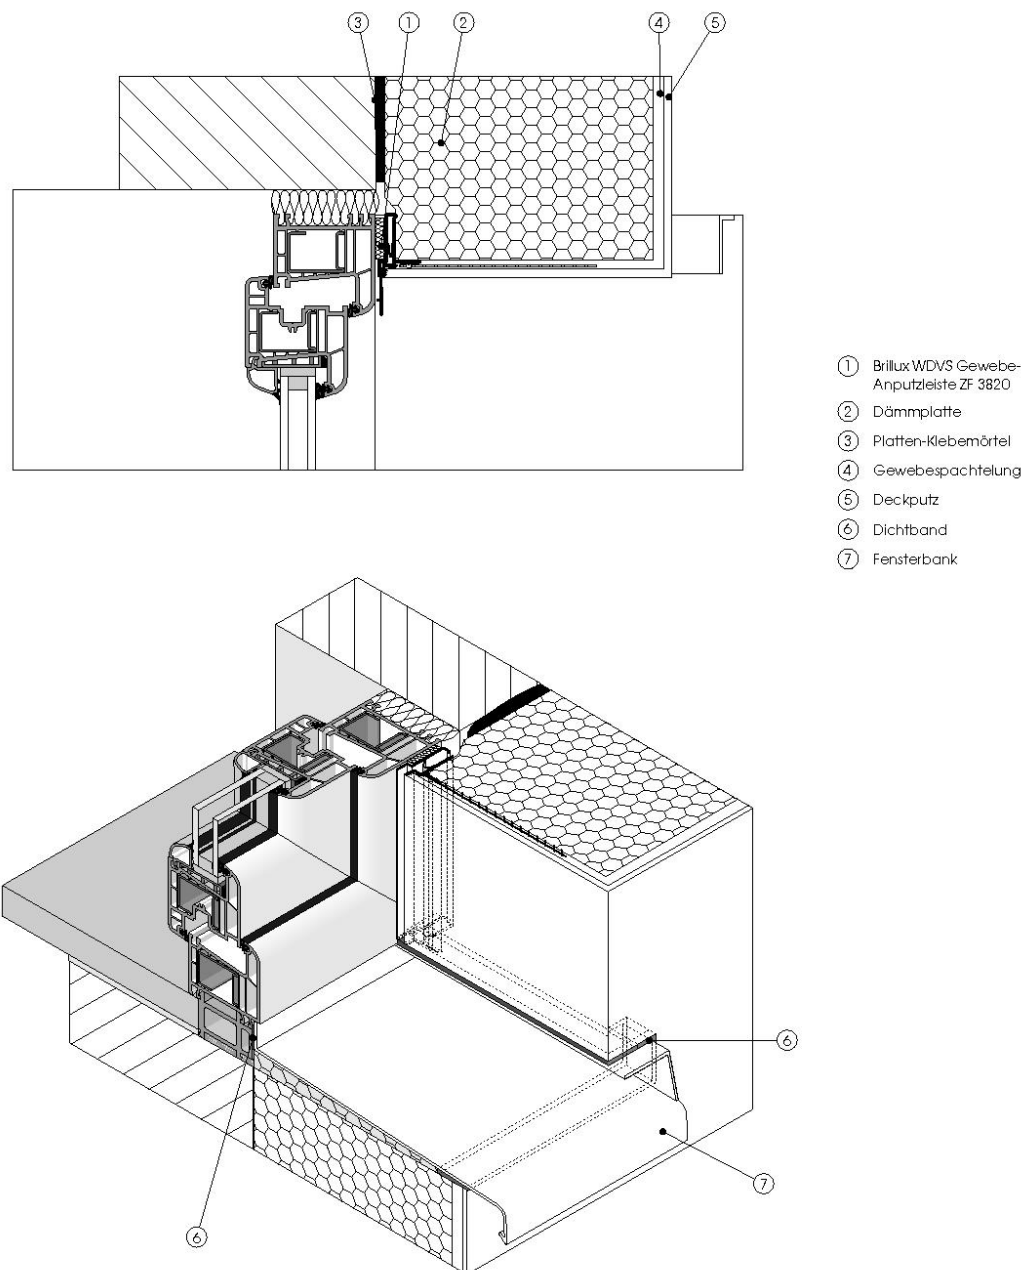 3 1 2 4 5
1 Brillux WDVS Gewebe-
Anputzleiste ZF 3820
2 Dämmplatte
3 Platten-Klebemörtel
4 Gewebespachtelung
5 Deckputz
6 Dichtband
7 Fensterbank
6
7
6